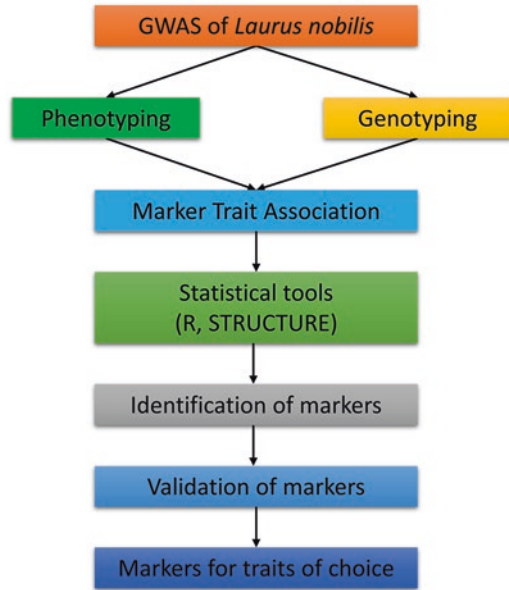 GWAS of Laurus nobilis
Phenotyping
Genotyping
Marker Trait Association
Statistical tools
(R, STRUCTURE)
Identification of markers
Validation of markers
Markers for traits of choice